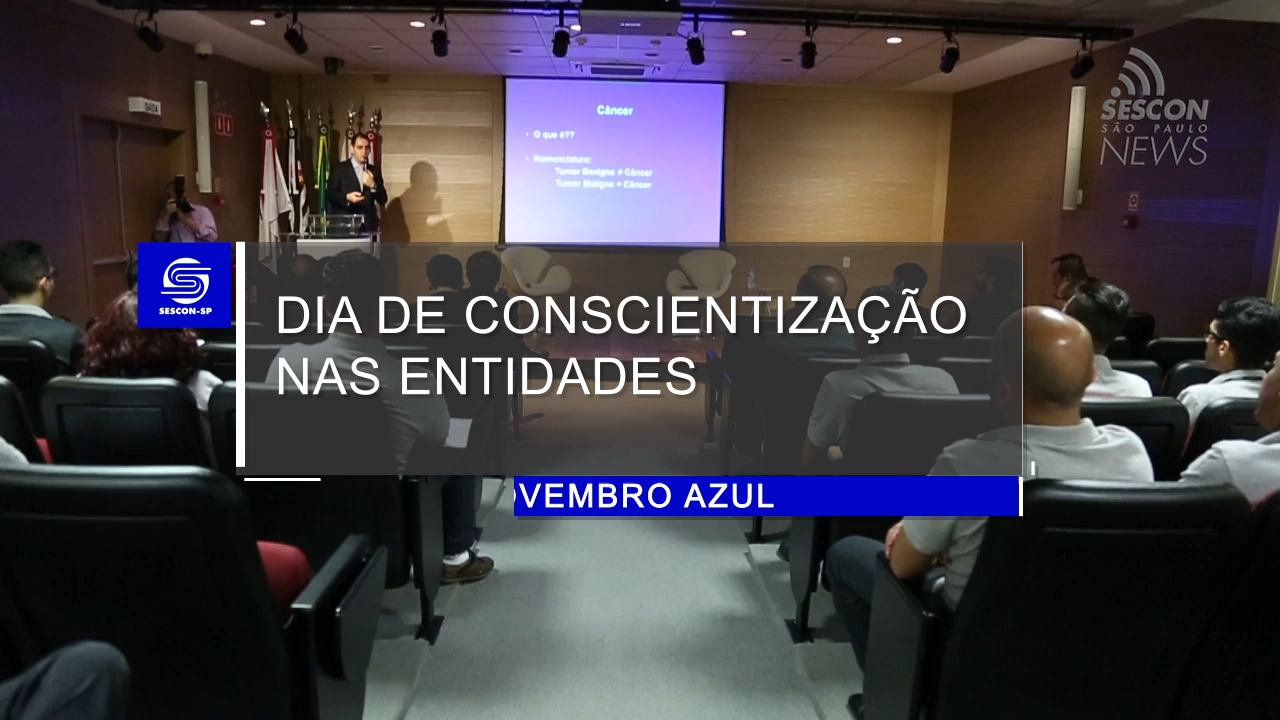 SAÍDA
Câncer
• O que é??
• Nomenclatura:
Tumor Benigno ≠ Câncer
Tumor Maligno = Câncer
SESCON
SÃO PAULO
NEWS
SESCON-SP
DIA DE CONSCIENTIZAÇÃO
NAS ENTIDADES
OVEMBRO AZUL